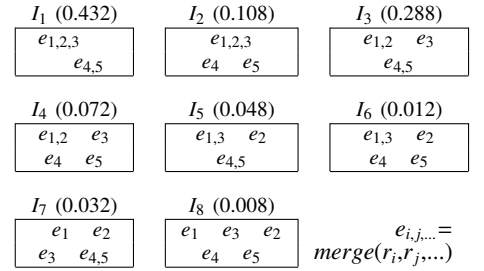 I₁ (0.432) I₂ (0.108) I₃ (0.288)
e₁,₂,₃ e₁,₂,₃ e₁,₂ e₃
e₄,₅ e₄ e₅ e₄,₅
I₄ (0.072) I₅ (0.048) I₆ (0.012)
e₁,₂ e₃ e₁,₃ e₂ e₁,₃ e₂
e₄ e₅ e₄,₅ e₄ e₅
I₇ (0.032) I₈ (0.008)
e₁ e₂ e₁ e₃ e₂ eᵢ,ⱼ,...=
e₃ e₄,₅ e₄ e₅ merge(rᵢ,rⱼ,...)